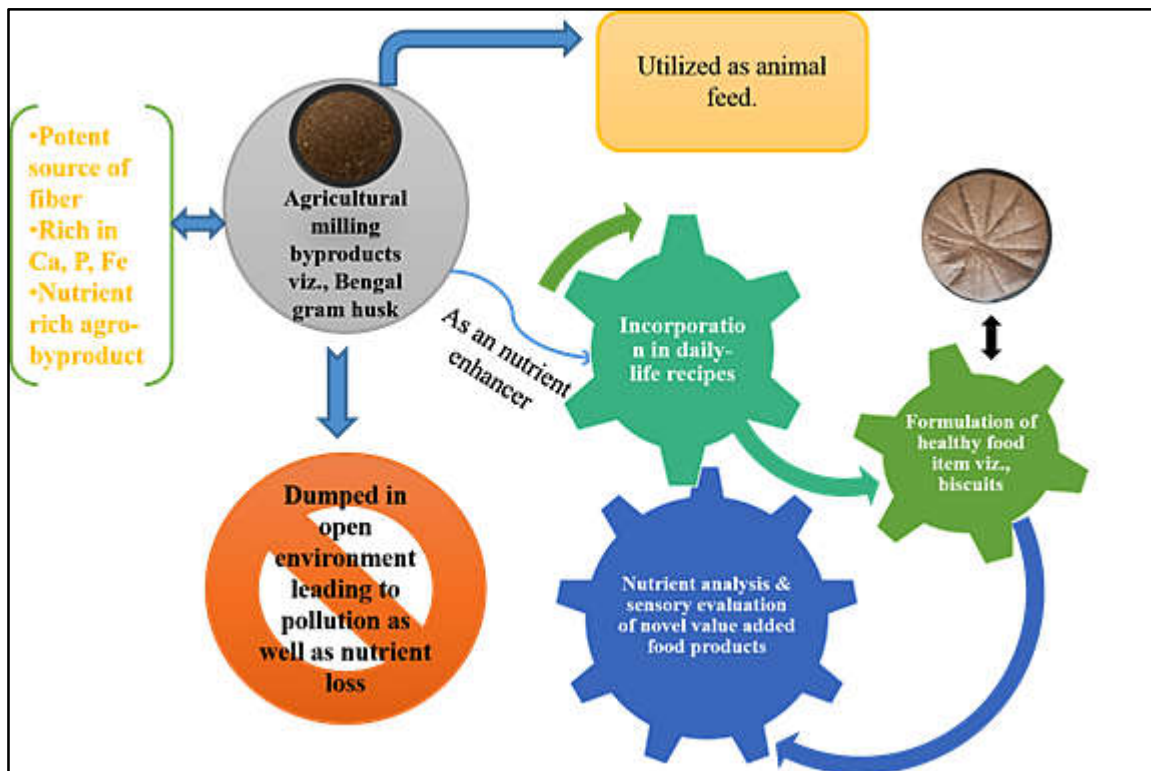 Utilized as animal
feed.
•Potent
source of
fiber
•Rich in
Ca, P, Fe
•Nutrient
rich agro-
byproduct
Agricultural
milling
byproducts
viz., Bengal
gram husk
As an nutrient
enhancer
Incorporatio
n in daily-
life recipes
Formulation of
healthy food
item viz.,
biscuits
Dumped in
open
environment
leading to
pollution as
well as nutrient
loss
Nutrient analysis &
sensory evaluation
of novel value added
food products